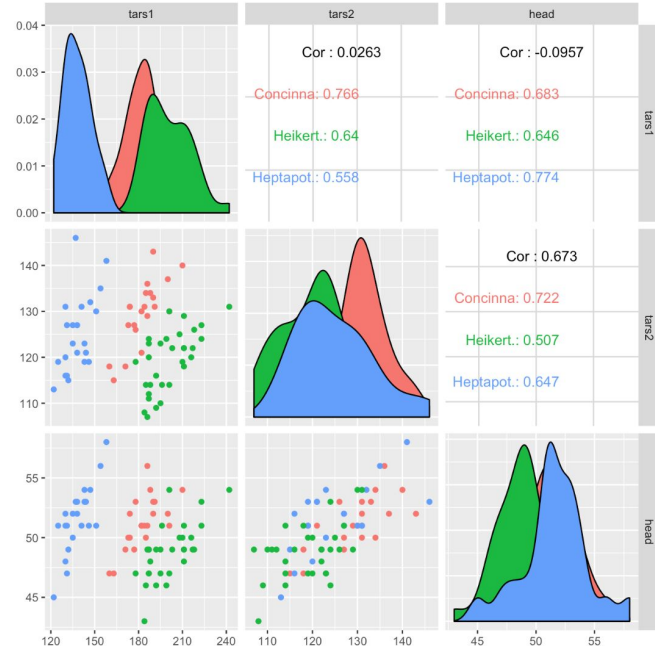 tars1
tars2
head
0.04
0.03
0.02
0.01
0.00
Cor : 0.0263
Concinna: 0.766
Heikert.: 0.64
Heptapot.: 0.558
Cor : -0.0957
Concinna: 0.683
Heikert.: 0.646
Heptapot.: 0.774
tars1
140
130
120
110
Cor : 0.673
Concinna: 0.722
Heikert.: 0.507
Heptapot.: 0.647
tars2
55
50
45
head
120
150
180
210
240
110
120
130
140
45
50
55